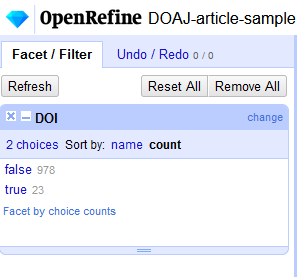 OpenRefine DOAJ-article-sample
Facet / Filter Undo / Redo 0 / 0
Refresh Reset All Remove All
DOI change
2 choices Sort by: name count
false 978
true 23
Facet by choice counts